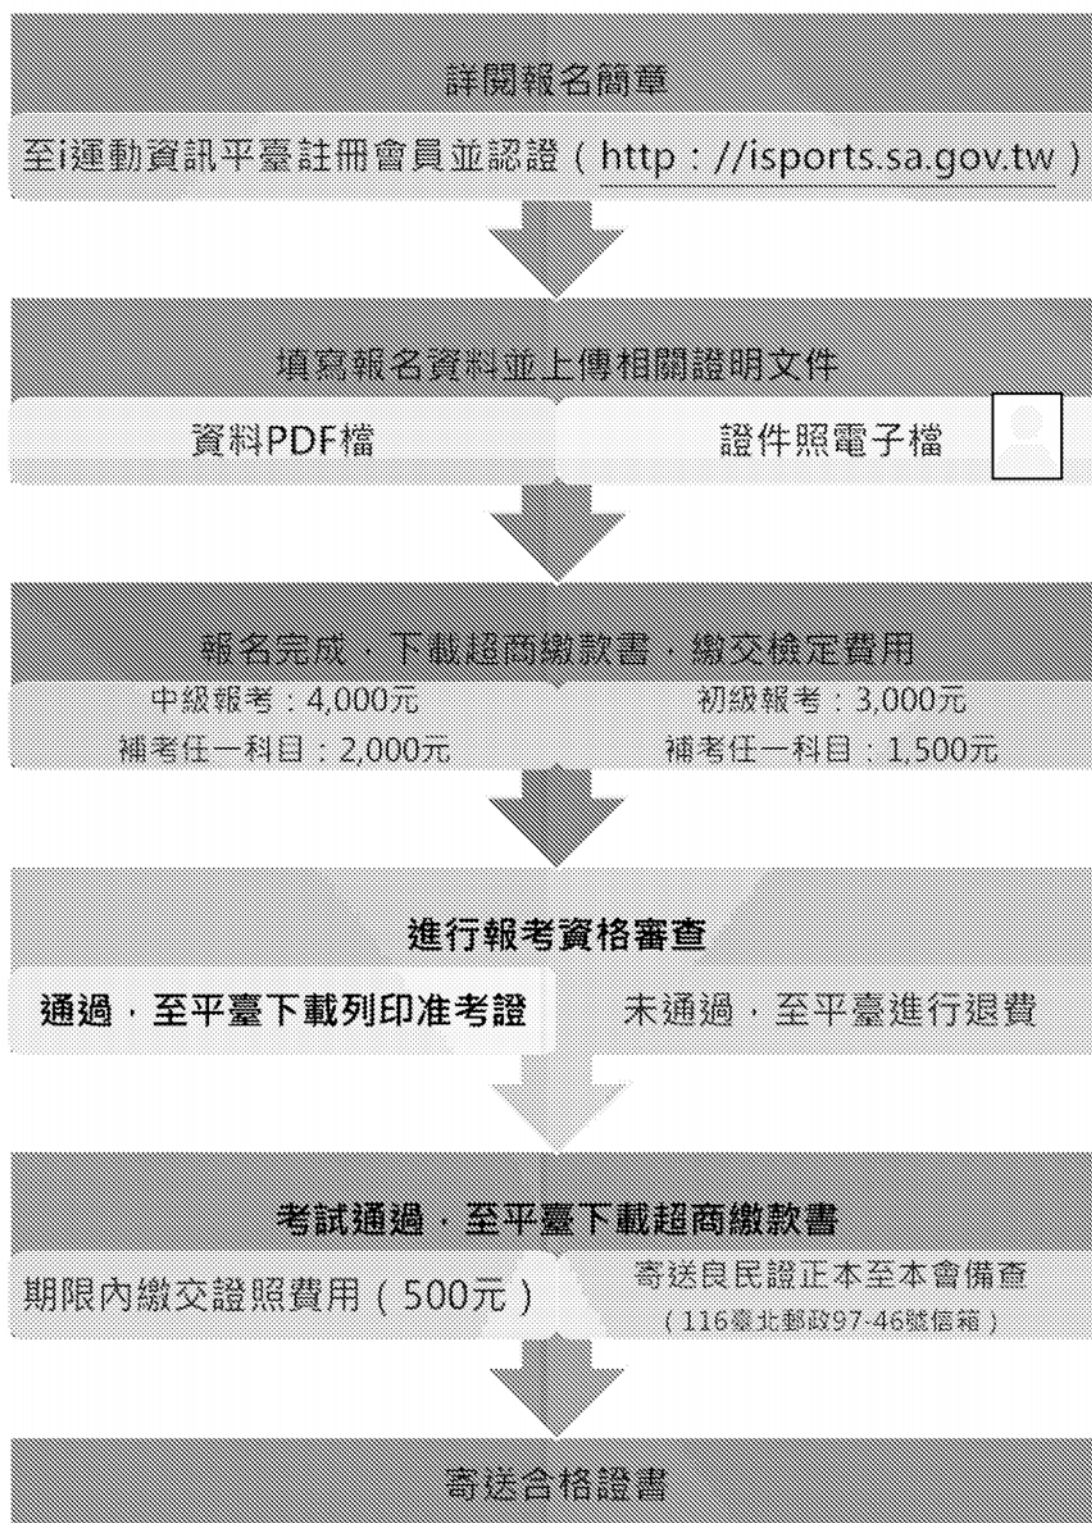 詳閱報名簡章
至i運動資訊平臺註冊會員並認證（http：//isports.sa.gov.tw）
填寫報名資料並上傳相關證明文件
資料PDF檔
證件照電子檔
報名完成，下載超商繳款書，繳交檢定費用
中級報考：4,000元
補考任一科目：2,000元
初級報考：3,000元
補考任一科目：1,500元
進行報考資格審查
通過，至平臺下載列印准考證
未通過，至平臺進行退費
考試通過，至平臺下載超商繳款書
期限內繳交證照費用（500元）
寄送良民證正本至本會備查
（116臺北郵政97-46號信箱）
寄送合格證書